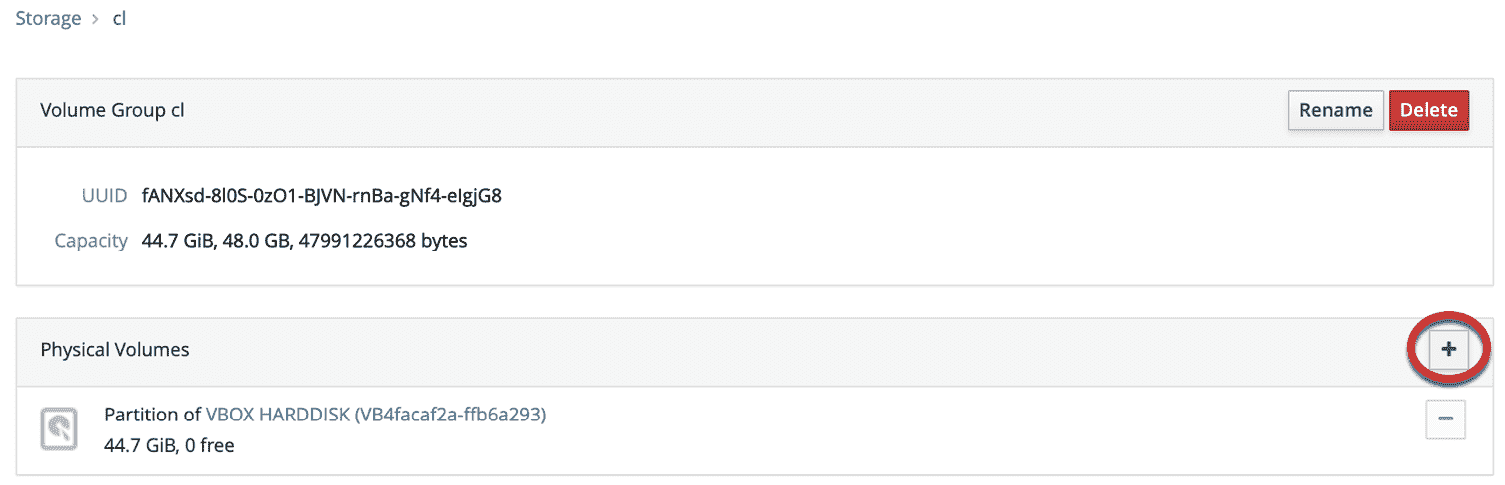 Storage > cl
Volume Group cl Rename Delete
UUID fANXsd-8l0S-0zO1-BJVN-rnBa-gNf4-eIgjG8
Capacity 44.7 GiB, 48.0 GB, 47991226368 bytes
Physical Volumes +
Partition of VBOX HARDDISK (VB4facaf2a-ffb6a293) −
44.7 GiB, 0 free